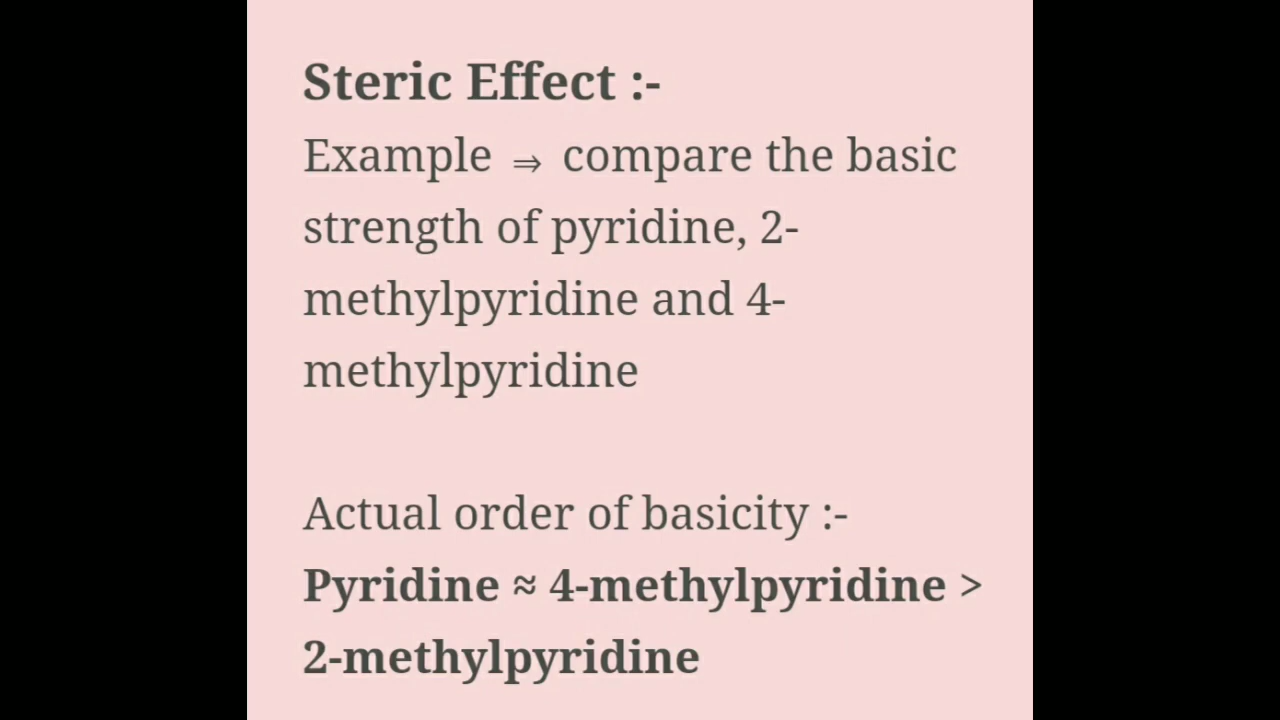 Steric Effect :-
Example ⇒ compare the basic
strength of pyridine, 2-
methylpyridine and 4-
methylpyridine
Actual order of basicity :-
Pyridine ≈ 4-methylpyridine >
2-methylpyridine